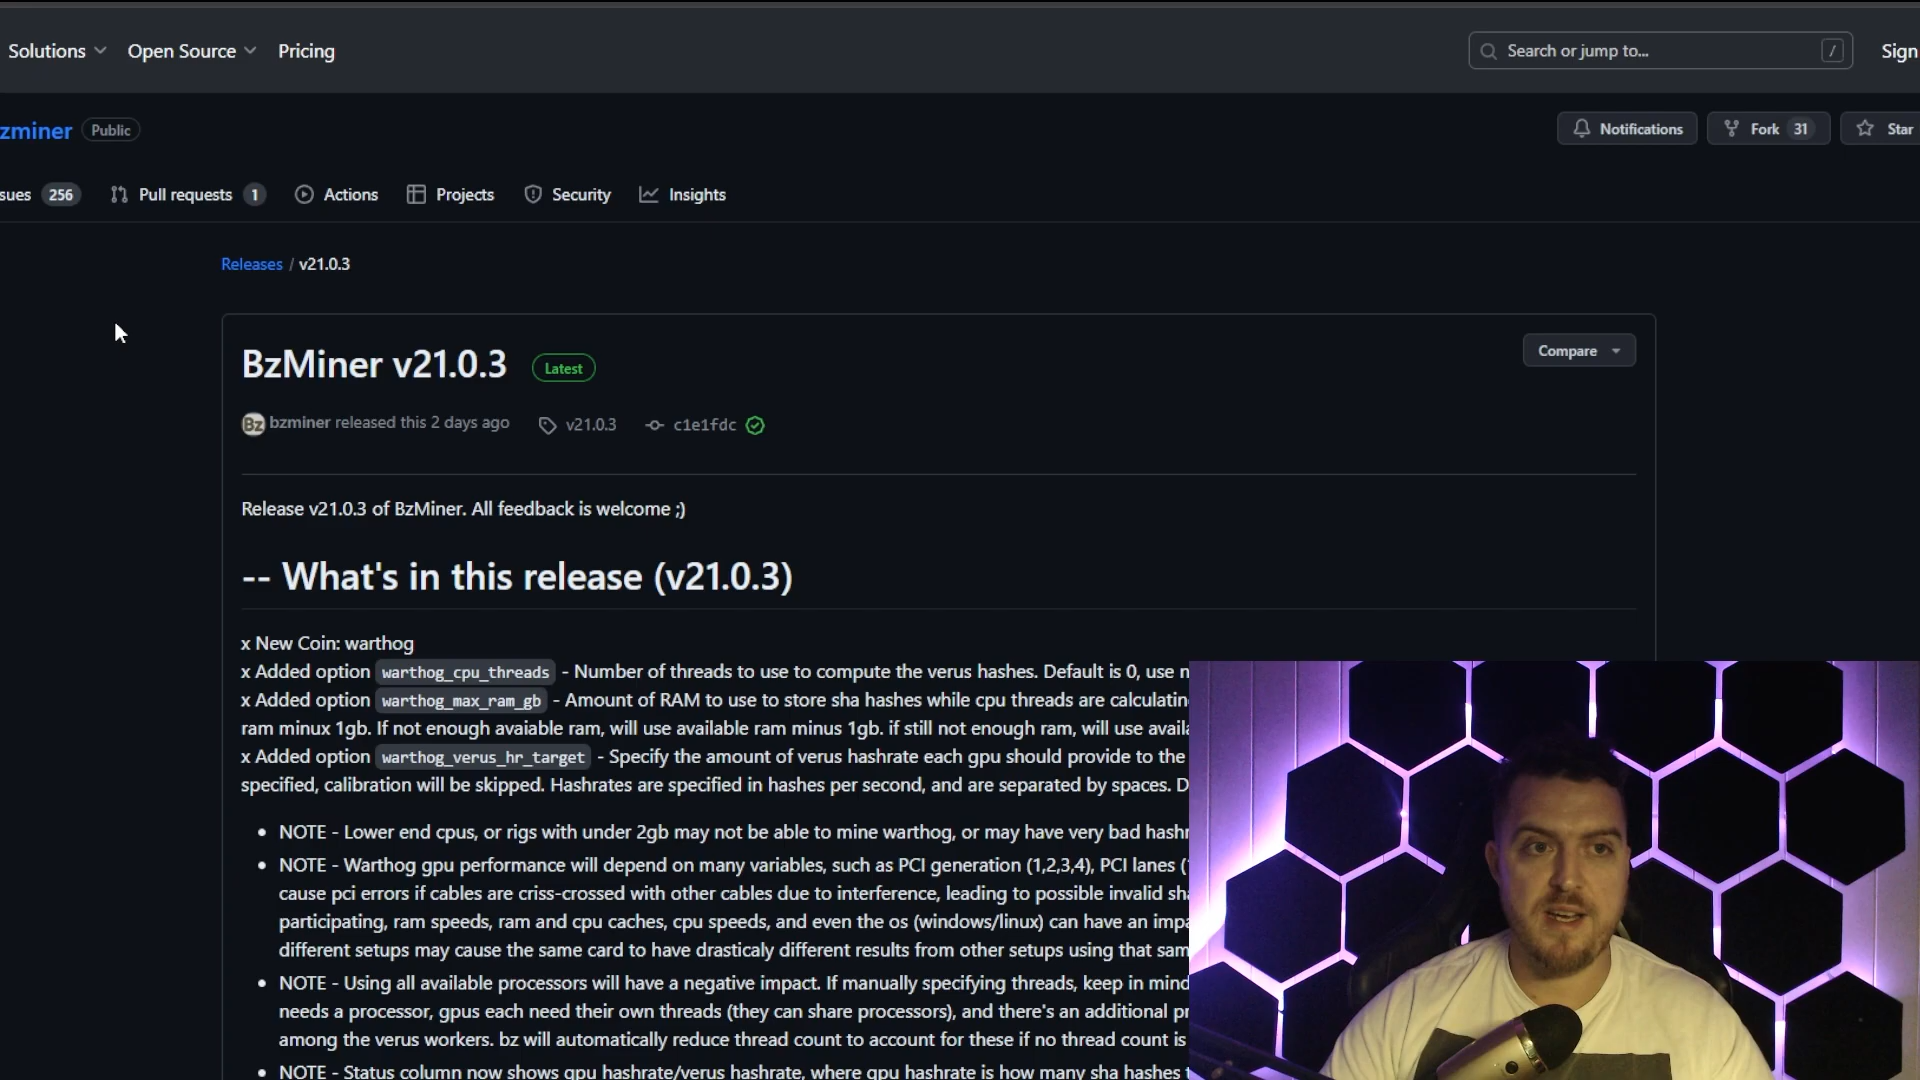 Solutions Open Source Pricing Search or jump to... / Sign
zminer Public Notifications Fork 31 Star
sues 256 Pull requests 1 Actions Projects Security Insights
Releases / v21.0.3
BzMiner v21.0.3 Latest Compare
Bz bzminer released this 2 days ago v21.0.3 c1e1fdc
Release v21.0.3 of BzMiner. All feedback is welcome ;)
-- What's in this release (v21.0.3)
x New Coin: warthog
x Added option warthog_cpu_threads - Number of threads to use to compute the verus hashes. Default is 0, use n
x Added option warthog_max_ram_gb - Amount of RAM to use to store sha hashes while cpu threads are calculatin
ram minux 1gb. If not enough avaiable ram, will use available ram minus 1gb. if still not enough ram, will use availa
x Added option warthog_verus_hr_target - Specify the amount of verus hashrate each gpu should provide to the
specified, calibration will be skipped. Hashrates are specified in hashes per second, and are separated by spaces. D
• NOTE - Lower end cpus, or rigs with under 2gb may not be able to mine warthog, or may have very bad hashr
• NOTE - Warthog gpu performance will depend on many variables, such as PCI generation (1,2,3,4), PCI lanes (
cause pci errors if cables are criss-crossed with other cables due to interference, leading to possible invalid sha
participating, ram speeds, ram and cpu caches, cpu speeds, and even the os (windows/linux) can have an impa
different setups may cause the same card to have drasticaly different results from other setups using that sam
• NOTE - Using all available processors will have a negative impact. If manually specifying threads, keep in mind
needs a processor, gpus each need their own threads (they can share processors), and there's an additional pr
among the verus workers. bz will automatically reduce thread count to account for these if no thread count is
• NOTE - Status column now shows gpu hashrate/verus hashrate, where gpu hashrate is how many sha hashes